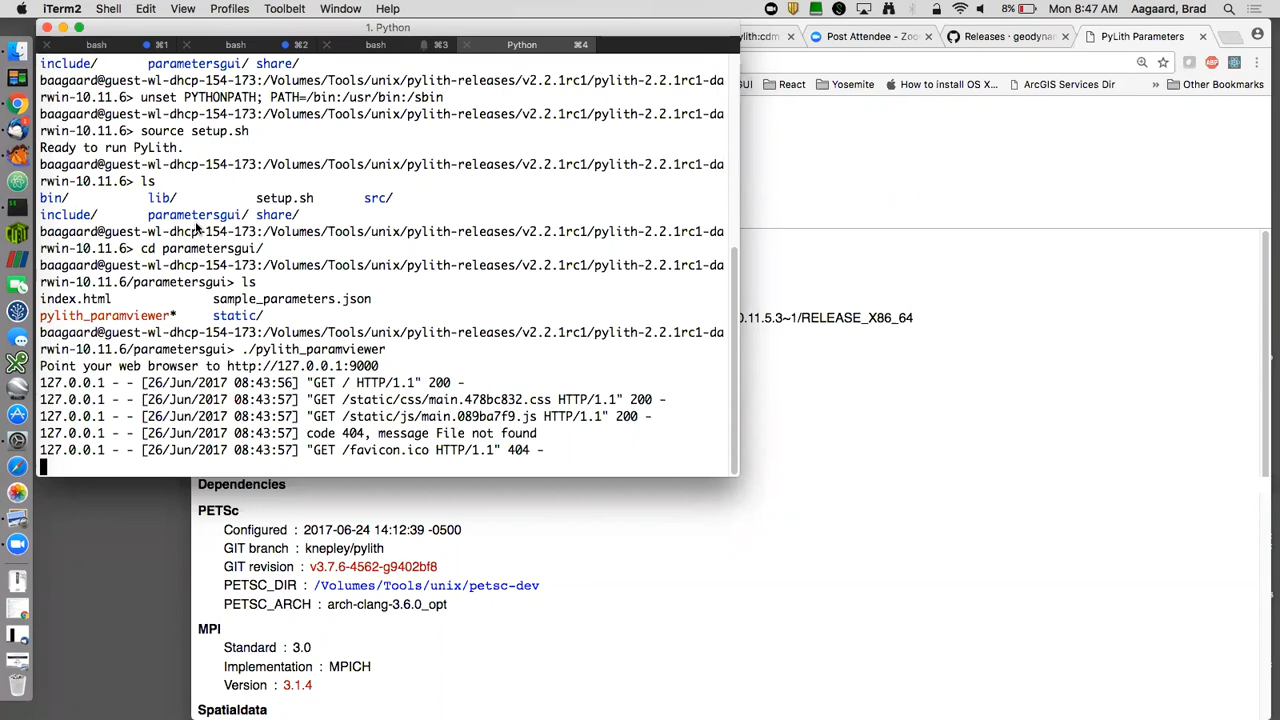 iTerm2 Shell Edit View Profiles Toolbelt Window Help 8% Mon 8:47 AM Aagaard, Brad
1. Python
bash ⌘1 bash ⌘2 bash ⌘3 Python ⌘4
ylith:cdm Post Attendee - Zoo Releases · geodynan PyLith Parameters
GUI React Yosemite How to install OS X... ArcGIS Services Dir » Other Bookmarks
include/ parametersgui/ share/
baagaard@guest-wl-dhcp-154-173:/Volumes/Tools/unix/pylith-releases/v2.2.1rc1/pylith-2.2.1rc1-da
rwin-10.11.6> unset PYTHONPATH; PATH=/bin:/usr/bin:/sbin
baagaard@guest-wl-dhcp-154-173:/Volumes/Tools/unix/pylith-releases/v2.2.1rc1/pylith-2.2.1rc1-da
rwin-10.11.6> source setup.sh
Ready to run PyLith.
baagaard@guest-wl-dhcp-154-173:/Volumes/Tools/unix/pylith-releases/v2.2.1rc1/pylith-2.2.1rc1-da
rwin-10.11.6> ls
bin/ lib/ setup.sh src/
include/ parametersgui/ share/
baagaard@guest-wl-dhcp-154-173:/Volumes/Tools/unix/pylith-releases/v2.2.1rc1/pylith-2.2.1rc1-da
rwin-10.11.6> cd parametersgui/
baagaard@guest-wl-dhcp-154-173:/Volumes/Tools/unix/pylith-releases/v2.2.1rc1/pylith-2.2.1rc1-da
rwin-10.11.6/parametersgui> ls
index.html sample_parameters.json
pylith_paramviewer* static/
baagaard@guest-wl-dhcp-154-173:/Volumes/Tools/unix/pylith-releases/v2.2.1rc1/pylith-2.2.1rc1-da
rwin-10.11.6/parametersgui> ./pylith_paramviewer
Point your web browser to http://127.0.0.1:9000
127.0.0.1 - - [26/Jun/2017 08:43:56] "GET / HTTP/1.1" 200 -
127.0.0.1 - - [26/Jun/2017 08:43:57] "GET /static/css/main.478bc832.css HTTP/1.1" 200 -
127.0.0.1 - - [26/Jun/2017 08:43:57] "GET /static/js/main.089ba7f9.js HTTP/1.1" 200 -
127.0.0.1 - - [26/Jun/2017 08:43:57] code 404, message File not found
127.0.0.1 - - [26/Jun/2017 08:43:57] "GET /favicon.ico HTTP/1.1" 404 -
0.11.5.3~1/RELEASE_X86_64
Dependencies
PETSc
Configured : 2017-06-24 14:12:39 -0500
GIT branch : knepley/pylith
GIT revision : v3.7.6-4562-g9402bf8
PETSC_DIR : /Volumes/Tools/unix/petsc-dev
PETSC_ARCH : arch-clang-3.6.0_opt
MPI
Standard : 3.0
Implementation : MPICH
Version : 3.1.4
Spatialdata